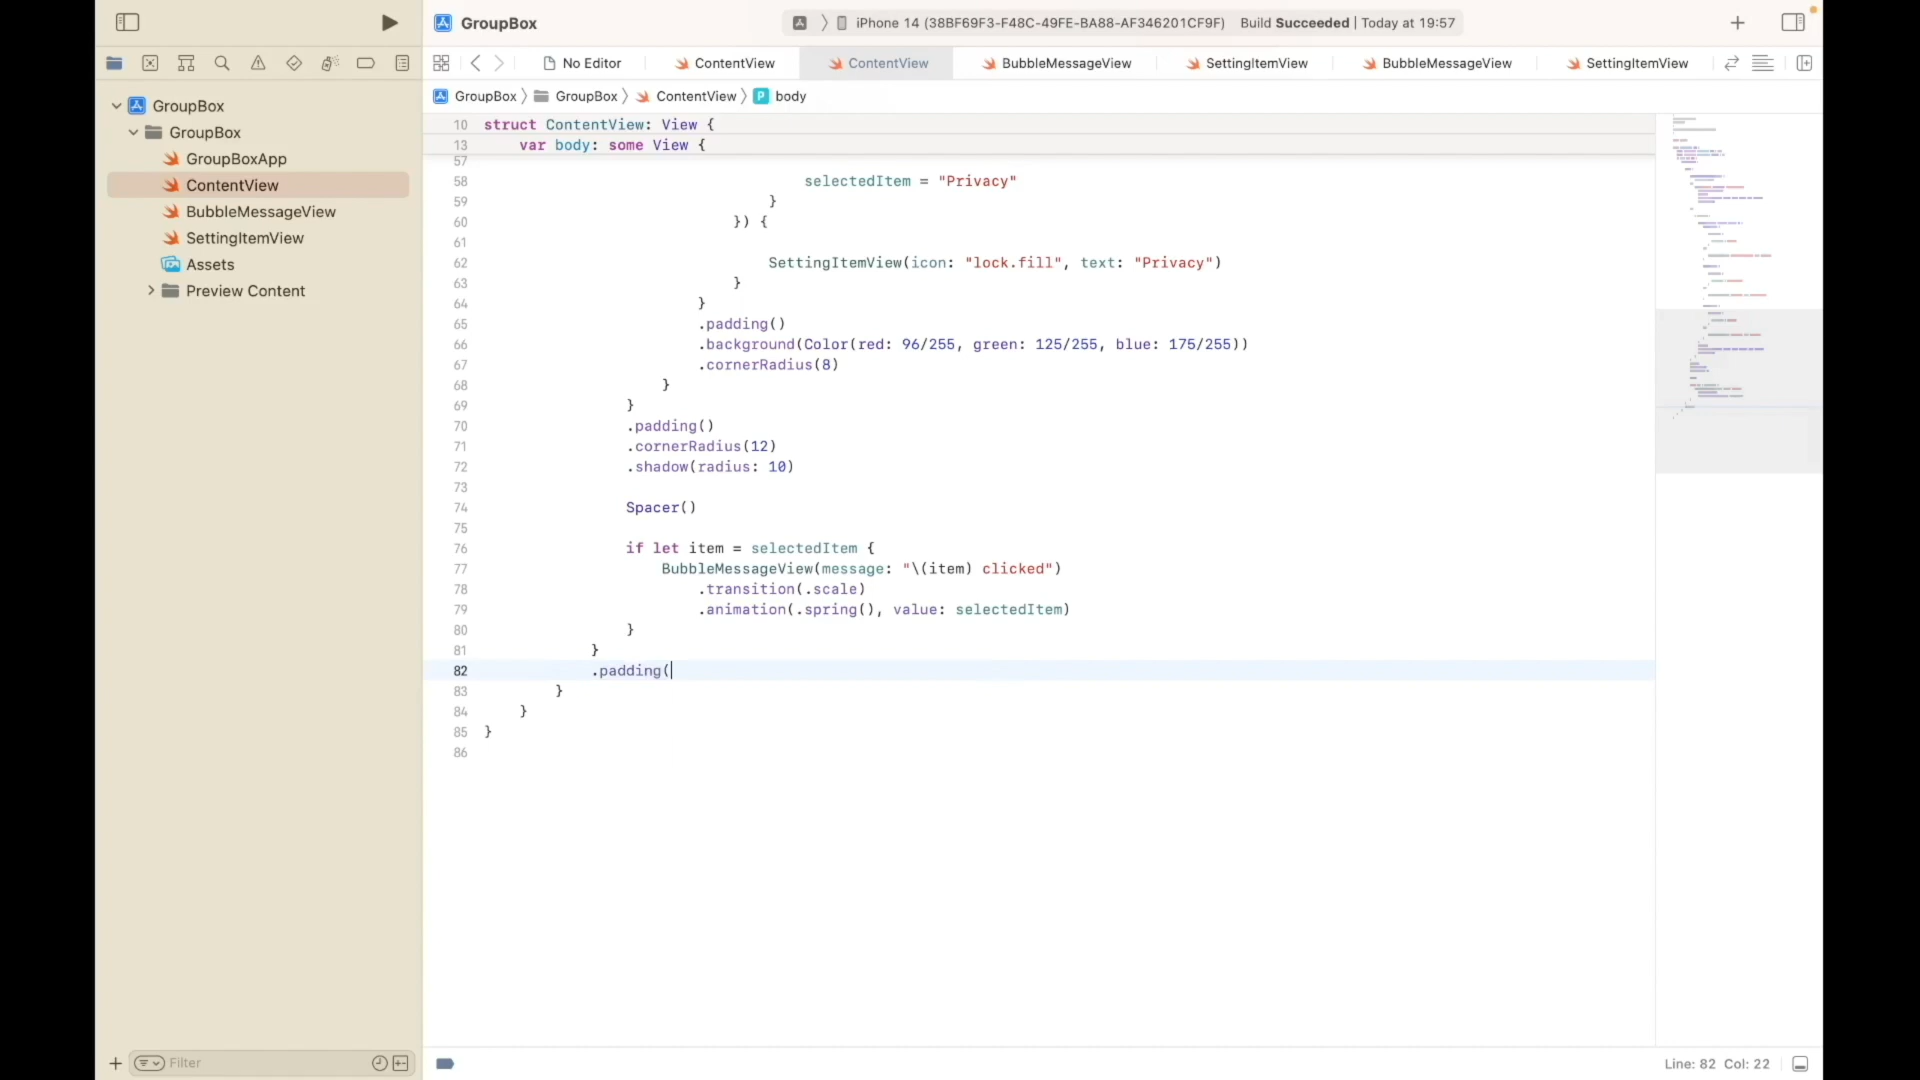 GroupBox
iPhone 14 (38BF69F3-F48C-49FE-BA88-AF346201CF9F) Build Succeeded | Today at 19:57
No Editor
ContentView
ContentView
BubbleMessageView
SettingItemView
BubbleMessageView
SettingItemView
GroupBox
GroupBox
ContentView
body
GroupBox
GroupBox
GroupBoxApp
ContentView
BubbleMessageView
SettingItemView
Assets
Preview Content
10 struct ContentView: View {
13 var body: some View {
57
58 selectedItem = "Privacy"
59 }
60 }) {
61
62 SettingItemView(icon: "lock.fill", text: "Privacy")
63 }
64 }
65 .padding()
66 .background(Color(red: 96/255, green: 125/255, blue: 175/255))
67 .cornerRadius(8)
68 }
69 }
70 .padding()
71 .cornerRadius(12)
72 .shadow(radius: 10)
73
74 Spacer()
75
76 if let item = selectedItem {
77 BubbleMessageView(message: "\(item) clicked")
78 .transition(.scale)
79 .animation(.spring(), value: selectedItem)
80 }
81 }
82 .padding(
83 }
84 }
85 }
86
Filter
Line: 82 Col: 22